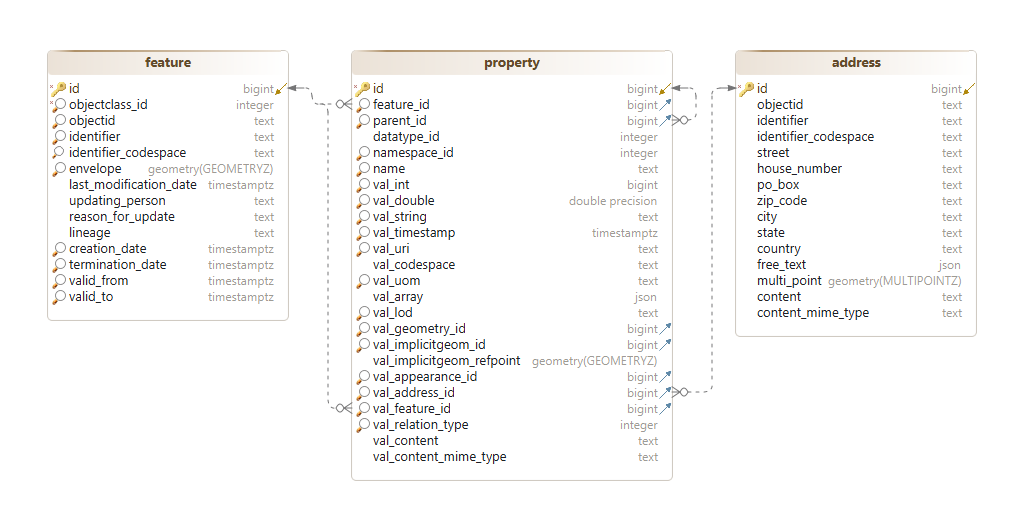 feature
id bigint
objectclass_id integer
objectid text
identifier text
identifier_codespace text
envelope geometry(GEOMETRYZ)
last_modification_date timestamptz
updating_person text
reason_for_update text
lineage text
creation_date timestamptz
termination_date timestamptz
valid_from timestamptz
valid_to timestamptz
property
id bigint
feature_id bigint
parent_id bigint
datatype_id integer
namespace_id integer
name text
val_int bigint
val_double double precision
val_string text
val_timestamp timestamptz
val_uri text
val_codespace text
val_uom text
val_array json
val_lod text
val_geometry_id bigint
val_implicitgeom_id bigint
val_implicitgeom_refpoint geometry(GEOMETRYZ)
val_appearance_id bigint
val_address_id bigint
val_feature_id bigint
val_relation_type integer
val_content text
val_content_mime_type text
address
id bigint
objectid text
identifier text
identifier_codespace text
street text
house_number text
po_box text
zip_code text
city text
state text
country text
free_text json
multi_point geometry(MULTIPOINTZ)
content text
content_mime_type text